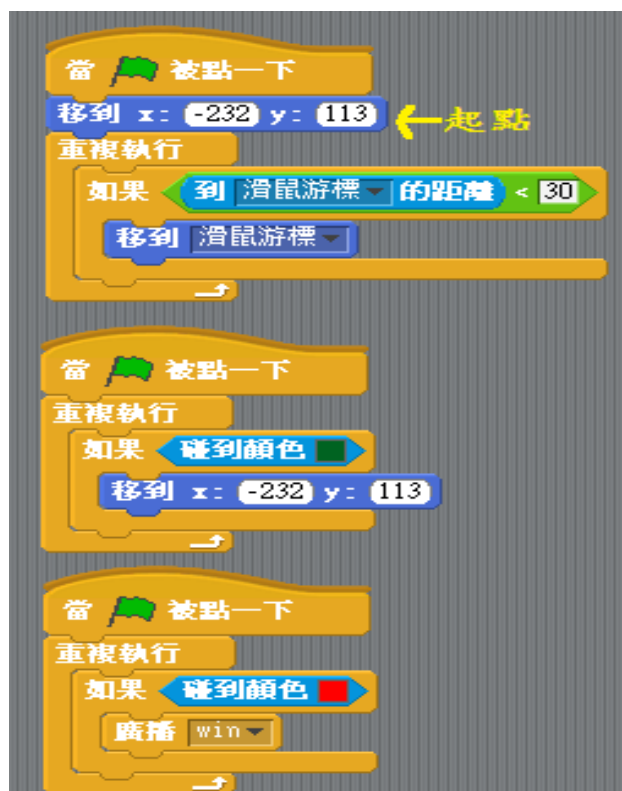 當 被點一下
移到 x: -232 y: 113 ←起點
重複執行
如果 到 滑鼠游標 的距離 < 30
移到 滑鼠游標
當 被點一下
重複執行
如果 碰到顏色
移到 x: -232 y: 113
當 被點一下
重複執行
如果 碰到顏色
廣播 win